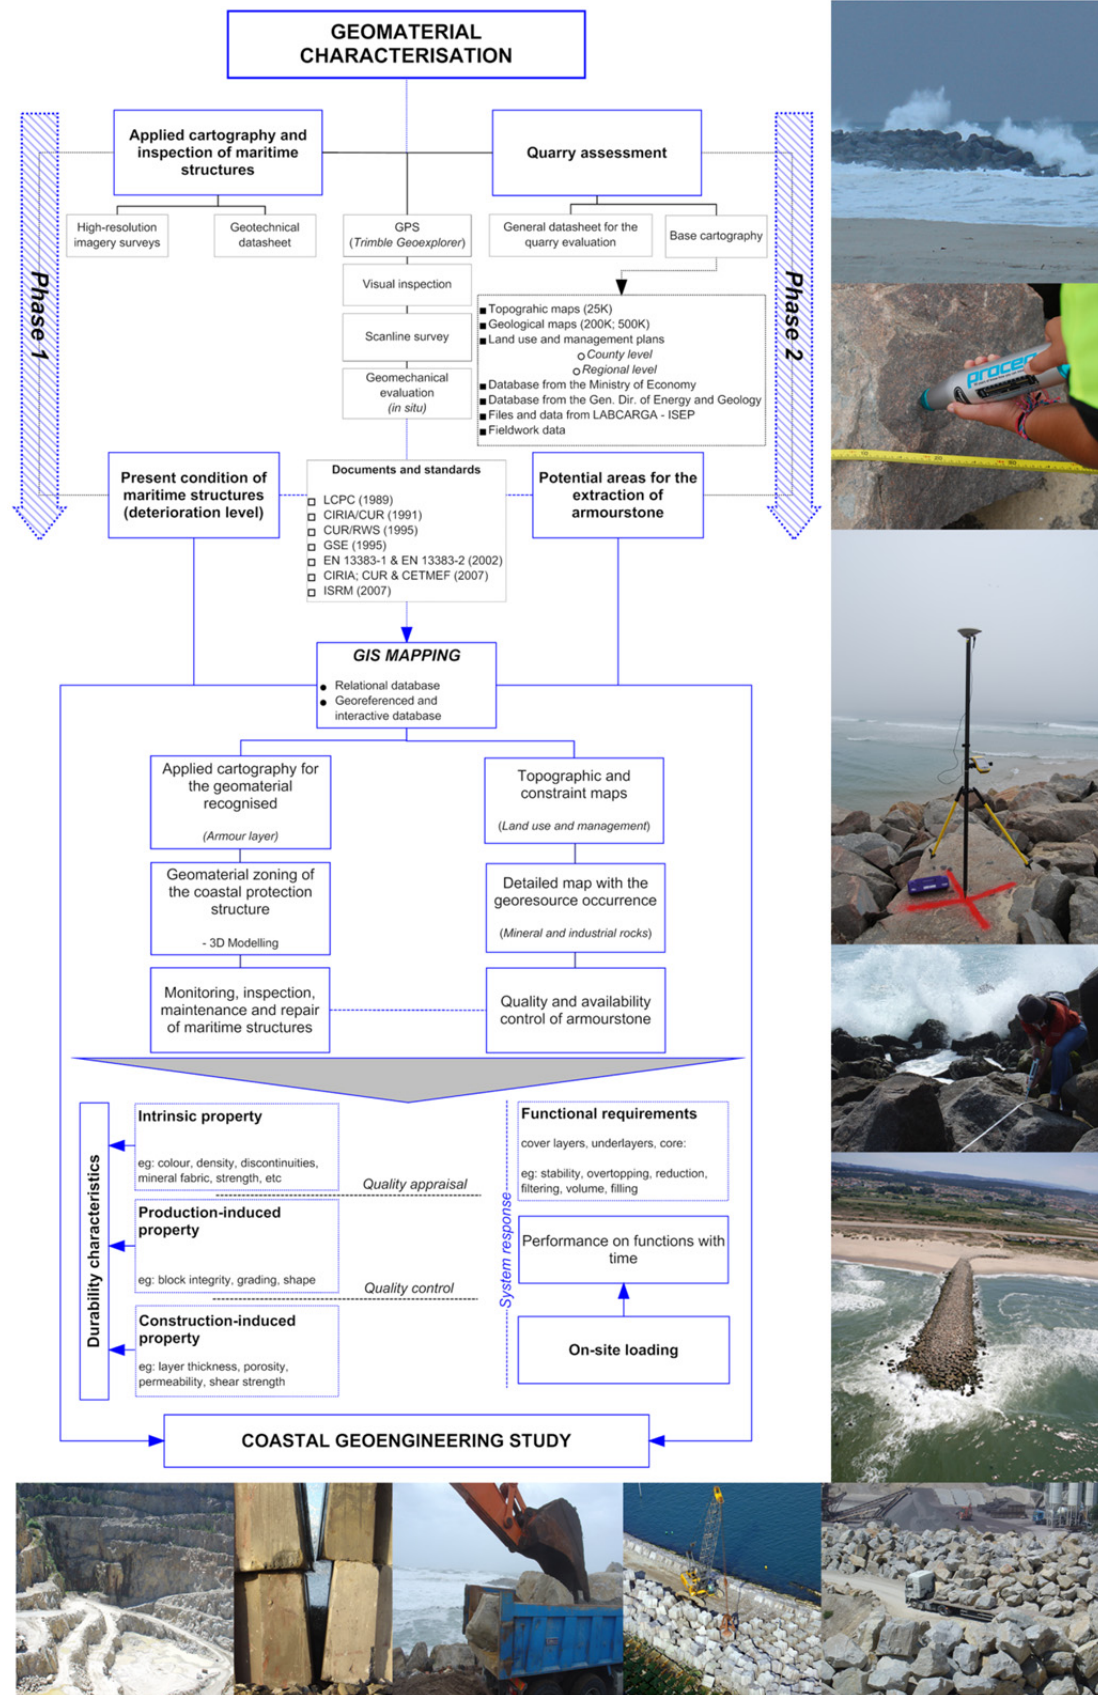 GEOMATERIAL
CHARACTERISATION
Applied cartography and
inspection of maritime
structures
Quarry assessment
High-resolution
imagery surveys
Geotechnical
datasheet
GPS
(Trimble Geoexplorer)
General datasheet for the
quarry evaluation
Base cartography
Phase 1
Phase 2
Visual inspection
Scanline survey
Geomechanical
evaluation
(in situ)
Topograhic maps (25K)
Geological maps (200K; 500K)
Land use and management plans
County level
Regional level
Database from the Ministry of Economy
Database from the Gen. Dir. of Energy and Geology
Files and data from LABCARGA - ISEP
Fieldwork data
Present condition of
maritime structures
(deterioration level)
Documents and standards
LCPC (1989)
CIRIA/CUR (1991)
CUR/RWS (1995)
GSE (1995)
EN 13383-1 & EN 13383-2 (2002)
CIRIA; CUR & CETMEF (2007)
ISRM (2007)
Potential areas for the
extraction of
armourstone
GIS MAPPING
Relational database
Georeferenced and
interactive database
Applied cartography for
the geomaterial
recognised
(Armour layer)
Topographic and
constraint maps
(Land use and management)
Geomaterial zoning of
the coastal protection
structure
- 3D Modelling
Detailed map with the
georesource occurrence
(Mineral and industrial rocks)
Monitoring, inspection,
maintenance and repair
of maritime structures
Quality and availability
control of armourstone
Durability characteristics
Intrinsic property
eg: colour, density, discontinuities,
mineral fabric, strength, etc
Quality appraisal
Production-induced
property
eg: block integrity, grading, shape
Quality control
Construction-induced
property
eg: layer thickness, porosity,
permeability, shear strength
System response
Functional requirements
cover layers, underlayers, core:
eg: stability, overtopping, reduction,
filtering, volume, filling
Performance on functions with
time
On-site loading
COASTAL GEOENGINEERING STUDY
proceq